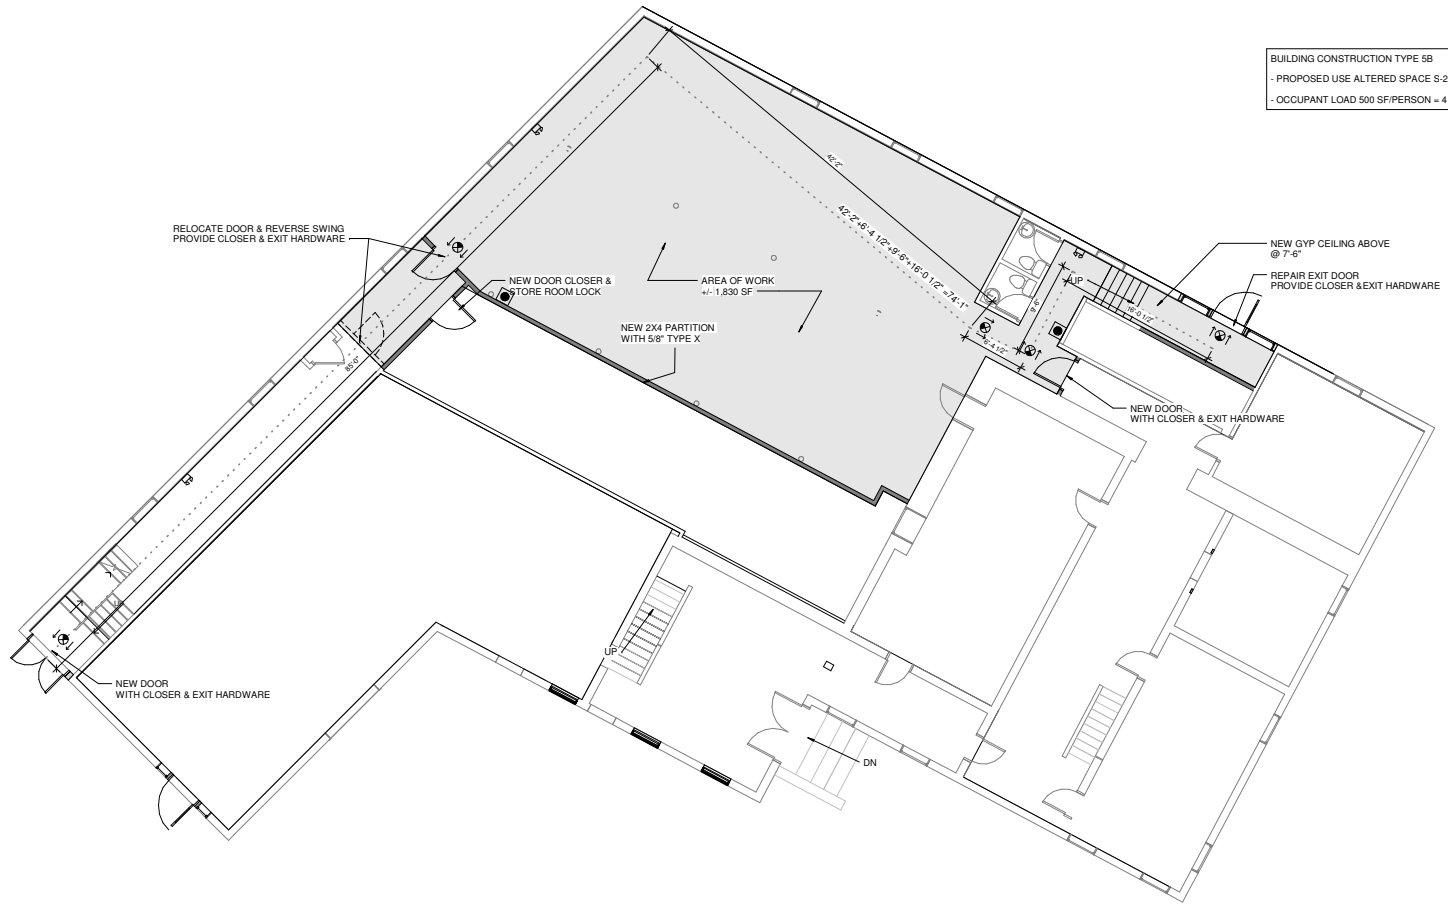 BUILDING CONSTRUCTION TYPE 5B
- PROPOSED USE ALTERED SPACE S-2
- OCCUPANT LOAD 500 SF/PERSON = 4
42'-2"
RELOCATE DOOR & REVERSE SWING
PROVIDE CLOSER & EXIT HARDWARE
42'-2"+6'-4 1/2"+9'-6"+16'-0 1/2" =74'-1"
NEW GYP CEILING ABOVE
@ 7'-6"
REPAIR EXIT DOOR
PROVIDE CLOSER &EXIT HARDWARE
NEW DOOR CLOSER &
STORE ROOM LOCK
AREA OF WORK
+/- 1,830 SF
UP
9'-6"
16'-0 1/2"
NEW 2X4 PARTITION
WITH 5/8" TYPE X
6'-4 1/2"
85'-0"
NEW DOOR
WITH CLOSER & EXIT HARDWARE
UP
UP
NEW DOOR
WITH CLOSER & EXIT HARDWARE
DN